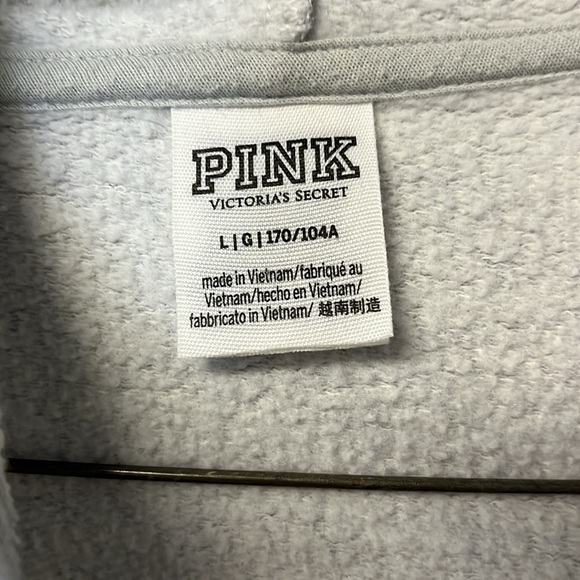 PINK
VICTORIA'S SECRET
L | G | 170/104A
made in Vietnam/fabriqué au
Vietnam/hecho en Vietnam/
fabbricato in Vietnam/ 越南制造